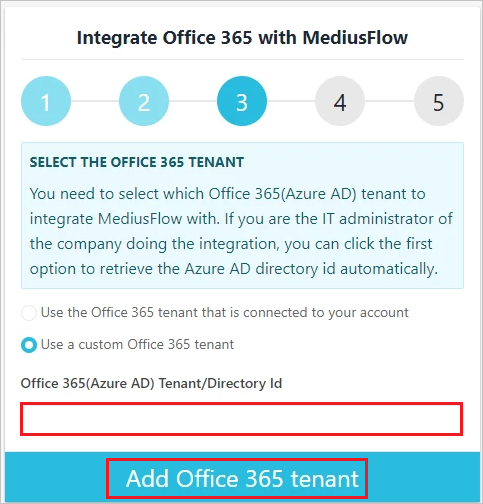 Integrate Office 365 with MediusFlow
1 2 3 4 5
SELECT THE OFFICE 365 TENANT
You need to select which Office 365(Azure AD) tenant to
integrate MediusFlow with. If you are the IT administrator of
the company doing the integration, you can click the first
option to retrieve the Azure AD directory id automatically.
Use the Office 365 tenant that is connected to your account
Use a custom Office 365 tenant
Office 365(Azure AD) Tenant/Directory Id
Add Office 365 tenant